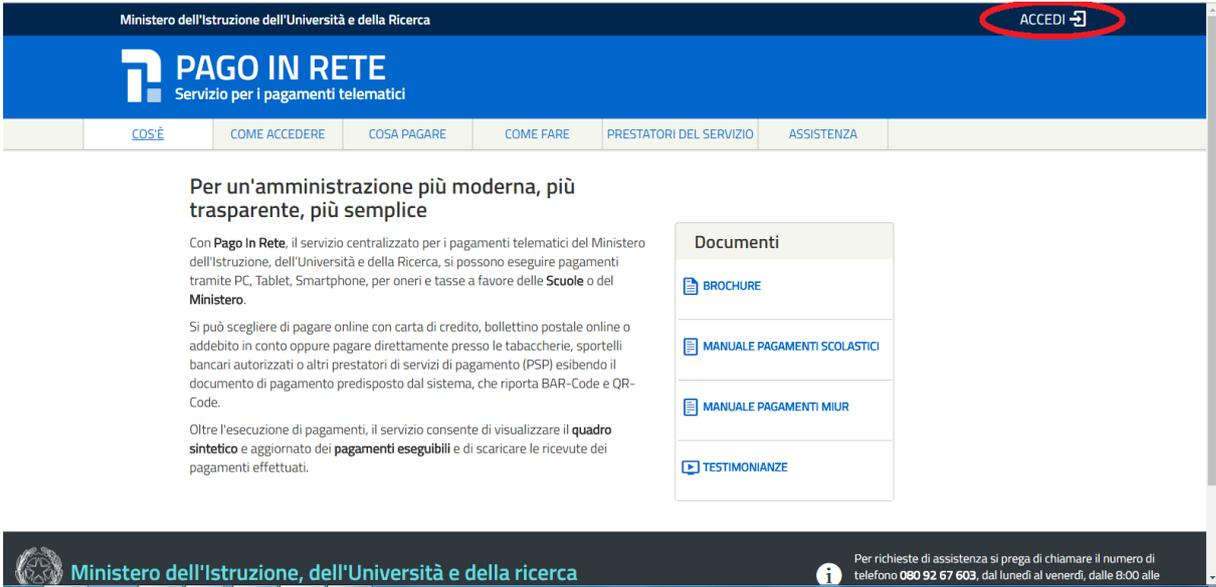 Ministero dell'Istruzione dell'Università e della Ricerca
ACCEDI
PAGO IN RETE
Servizio per i pagamenti telematici
COS'È
COME ACCEDERE
COSA PAGARE
COME FARE
PRESTATORI DEL SERVIZIO
ASSISTENZA
Per un'amministrazione più moderna, più
trasparente, più semplice
Con Pago In Rete, il servizio centralizzato per i pagamenti telematici del Ministero
dell'Istruzione, dell'Università e della Ricerca, si possono eseguire pagamenti
tramite PC, Tablet, Smartphone, per oneri e tasse a favore delle Scuole o del
Ministero.
Si può scegliere di pagare online con carta di credito, bollettino postale online o
addebito in conto oppure pagare direttamente presso le tabaccherie, sportelli
bancari autorizzati o altri prestatori di servizi di pagamento (PSP) esibendo il
documento di pagamento predisposto dal sistema, che riporta BAR-Code e QR-
Code.
Oltre l'esecuzione di pagamenti, il servizio consente di visualizzare il quadro
sintetico e aggiornato dei pagamenti eseguibili e di scaricare le ricevute dei
pagamenti effettuati.
Documenti
BROCHURE
MANUALE PAGAMENTI SCOLASTICI
MANUALE PAGAMENTI MIUR
TESTIMONIANZE
Ministero dell'Istruzione, dell'Università e della ricerca
Per richieste di assistenza si prega di chiamare il numero di
telefono 080 92 67 603, dal lunedì al venerdì, dalle 8:00 alle